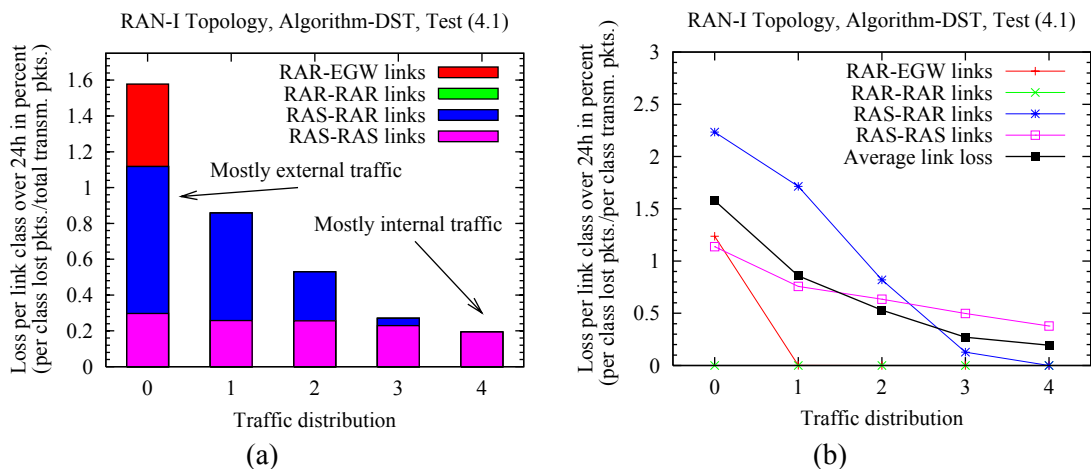 RAN-I Topology, Algorithm-DST, Test (4.1)
Loss per link class over 24h in percent
(per class lost pkts./total transm. pkts.)
1.6
1.4
1.2
1
0.8
0.6
0.4
0.2
0
RAR-EGW links
RAR-RAR links
RAS-RAR links
RAS-RAS links
Mostly external traffic
Mostly internal traffic
0 1 2 3 4
Traffic distribution
(a)
RAN-I Topology, Algorithm-DST, Test (4.1)
Loss per link class over 24h in percent
(per class lost pkts./per class transm. pkts.)
3
2.5
2
1.5
1
0.5
0
RAR-EGW links
RAR-RAR links
RAS-RAR links
RAS-RAS links
Average link loss
0 1 2 3 4
Traffic distribution
(b)